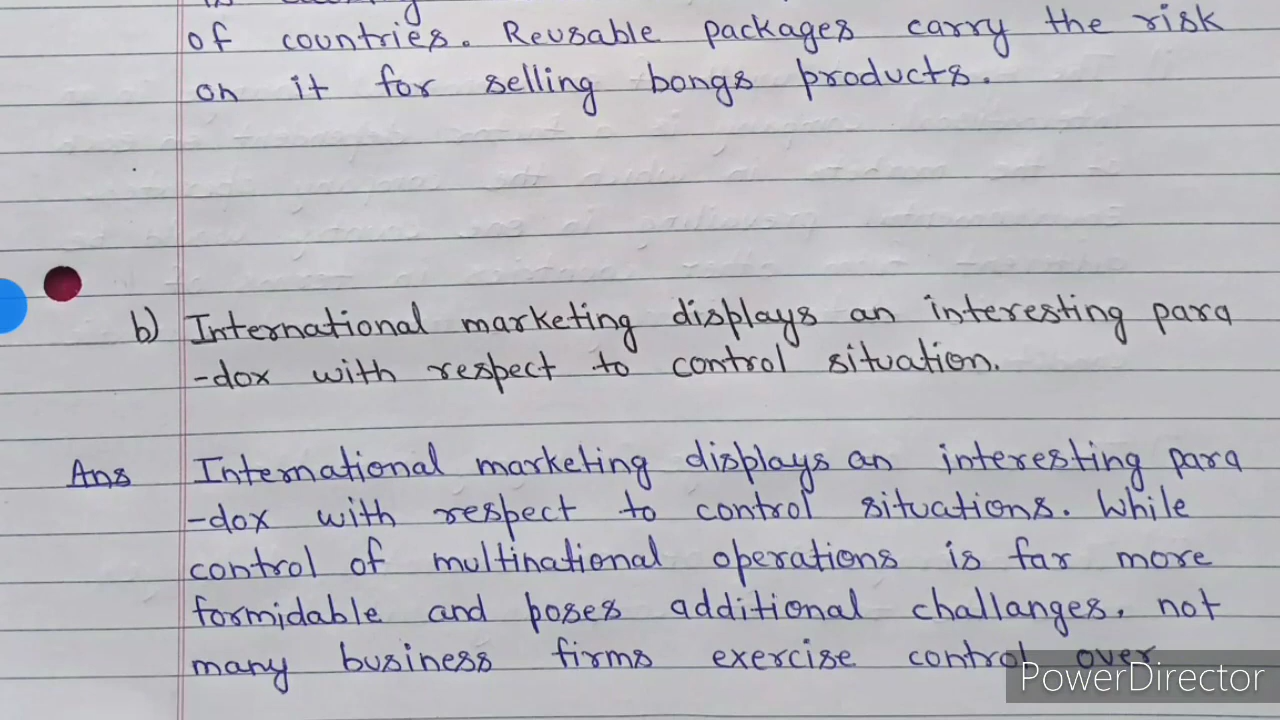 of countries. Reusable packages carry the risk
on it for selling bongs products.
b) International marketing displays an interesting para
-dox with respect to control situation.
Ans International marketing displays an interesting para
-dox with respect to control situations. While
control of multinational operations is far more
formidable and poses additional challanges, not
many business firms exercise control over
PowerDirector